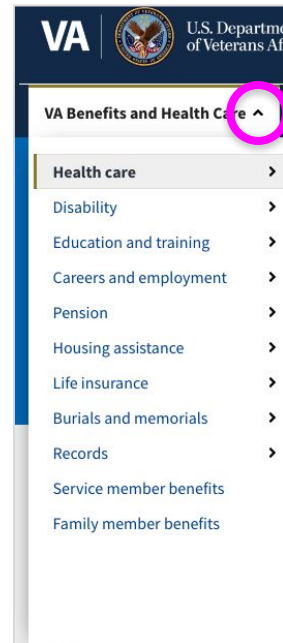 VA
U.S. Departme
of Veterans Af
VA Benefits and Health Care
Health care
Disability
Education and training
Careers and employment
Pension
Housing assistance
Life insurance
Burials and memorials
Records
Service member benefits
Family member benefits